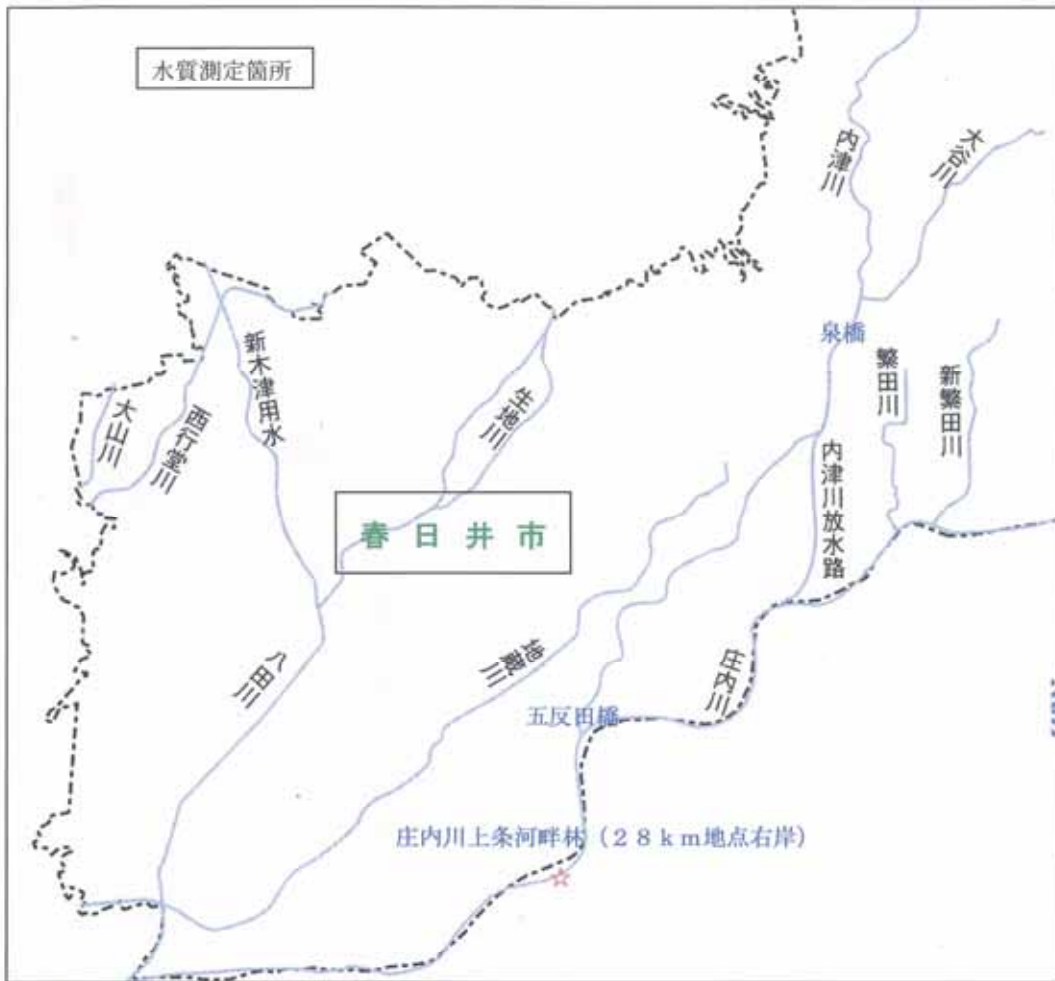 水質測定箇所
内津川
大谷川
泉橋
繁田川
新繁田川
新木津用水
生地川
大山川
西行堂川
内津川放水路
春日井市
地蔵川
庄内川
八田川
五反田橋
庄内川上条河畔林（28km地点右岸）